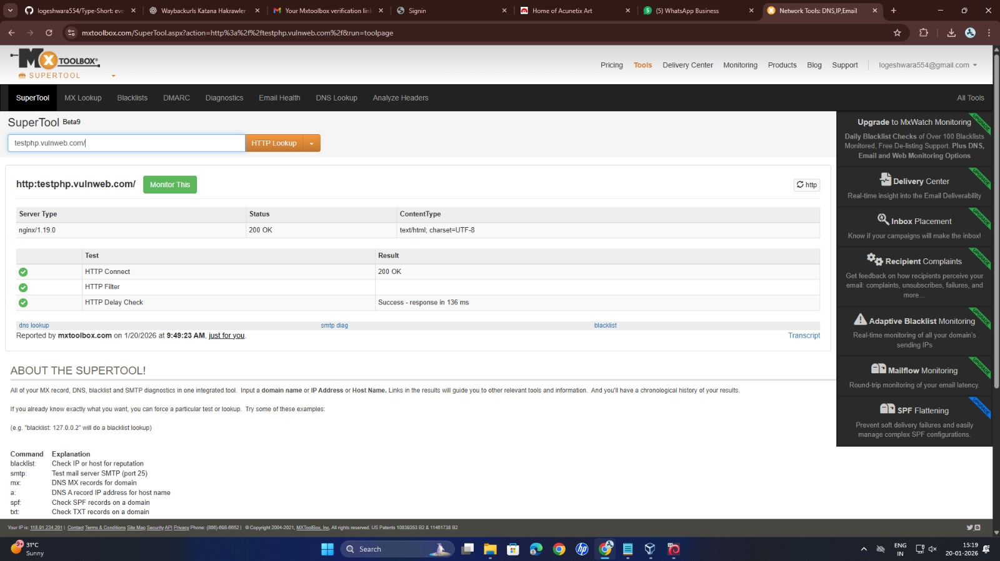 logeshwara554/Type-Short: evo
Waybackurls Katana Hakrawler
Your Mxtoolbox verification link
Signin
Home of Acunetix Art
(5) WhatsApp Business
Network Tools: DNS,IP,Email
mxtoolbox.com/SuperTool.aspx?action=http%3a%2f%2ftestphp.vulnweb.com%2f&run=toolpage
MX TOOLBOX®
SUPERTOOL
Pricing Tools Delivery Center Monitoring Products Blog Support logeshwara554@gmail.com
SuperTool MX Lookup Blacklists DMARC Diagnostics Email Health DNS Lookup Analyze Headers All Tools
SuperTool Beta9
testphp.vulnweb.com/ HTTP Lookup
http:testphp.vulnweb.com/ Monitor This http
Server Type Status ContentType
nginx/1.19.0 200 OK text/html; charset=UTF-8
Test Result
HTTP Connect 200 OK
HTTP Filter
HTTP Delay Check Success - response in 136 ms
dns lookup smtp diag blacklist
Reported by mxtoolbox.com on 1/20/2026 at 9:49:23 AM, just for you. Transcript
ABOUT THE SUPERTOOL!
All of your MX record, DNS, blacklist and SMTP diagnostics in one integrated tool. Input a domain name or IP Address or Host Name. Links in the results will guide you to other relevant tools and information. And you'll have a chronological history of your results.
If you already know exactly what you want, you can force a particular test or lookup. Try some of these examples:
(e.g. "blacklist: 127.0.0.2" will do a blacklist lookup)
Command Explanation
blacklist: Check IP or host for reputation
smtp: Test mail server SMTP (port 25)
mx: DNS MX records for domain
a: DNS A record IP address for host name
spf: Check SPF records on a domain
txt: Check TXT records on a domain
UPGRADE
Upgrade to MxWatch Monitoring
Daily Blacklist Checks of Over 100 Blacklists
Monitored, Free De-listing Support. Plus DNS,
Email and Web Monitoring Options
UPGRADE
Delivery Center
Real-time insight into the Email Deliverability
UPGRADE
Inbox Placement
Know if your campaigns will make the inbox!
UPGRADE
Recipient Complaints
Get feedback on how recipients perceive your
email: complaints, unsubscribes, failures, and
more...
UPGRADE
Adaptive Blacklist Monitoring
Real-time monitoring of all your domain's
sending IPs
UPGRADE
Mailflow Monitoring
Round-trip monitoring of your email latency.
UPGRADE
SPF Flattening
Prevent soft delivery failures and easily
manage complex SPF configurations.
Your IP is: 118.91.234.201 | Contact Terms & Conditions Site Map Security API Privacy Phone: (866)-698-6652 | © Copyright 2004-2021, MXToolBox, Inc, All rights reserved. US Patents 10839353 B2 & 11461738 B2
9+
31°C
Sunny
Search
ENG
IN
15:19
20-01-2026